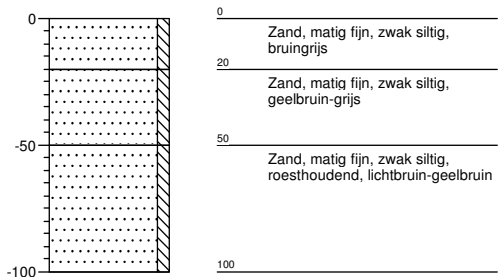 0
-50
-100
0
Zand, matig fijn, zwak siltig,
bruingrijs
20
Zand, matig fijn, zwak siltig,
geelbruin-grijs
50
Zand, matig fijn, zwak siltig,
roesthoudend, lichtbruin-geelbruin
100